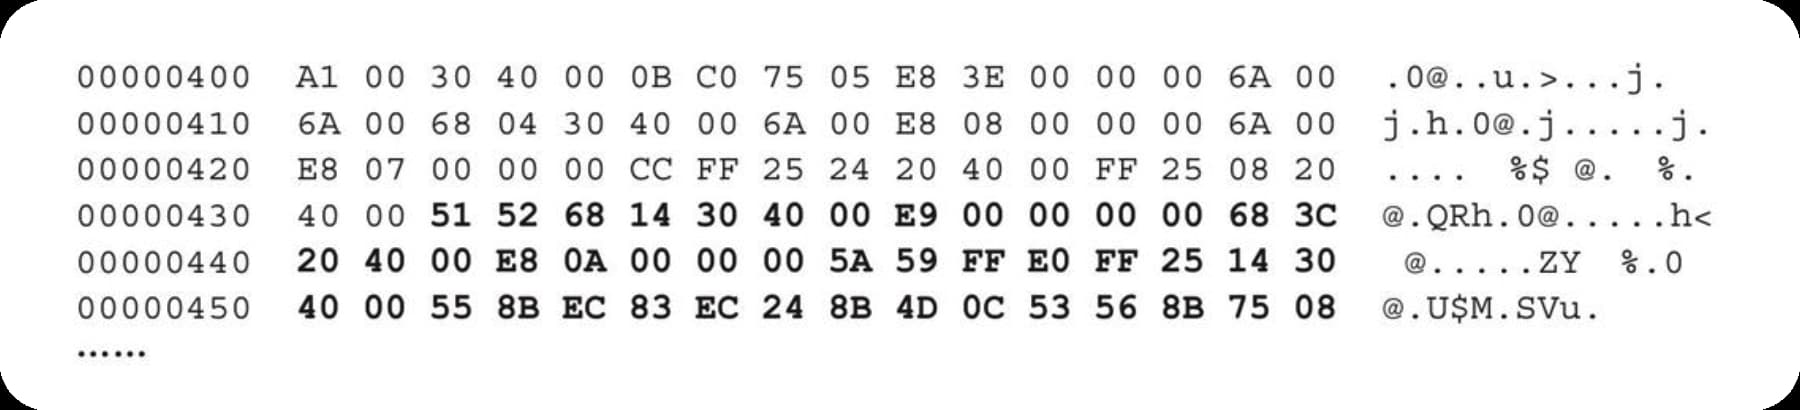 00000400 A1 00 30 40 00 0B C0 75 05 E8 3E 00 00 00 6A 00 .0@..u.>...j.
00000410 6A 00 68 04 30 40 00 6A 00 E8 08 00 00 00 6A 00 j.h.0@.j.....j.
00000420 E8 07 00 00 00 CC FF 25 24 20 40 00 FF 25 08 20 .... %$ @. %.
00000430 40 00 51 52 68 14 30 40 00 E9 00 00 00 00 68 3C @.QRh.0@.....h<
00000440 20 40 00 E8 0A 00 00 00 5A 59 FF E0 FF 25 14 30 @.....ZY %.0
00000450 40 00 55 8B EC 83 EC 24 8B 4D 0C 53 56 8B 75 08 @.U$M.SVu.
......